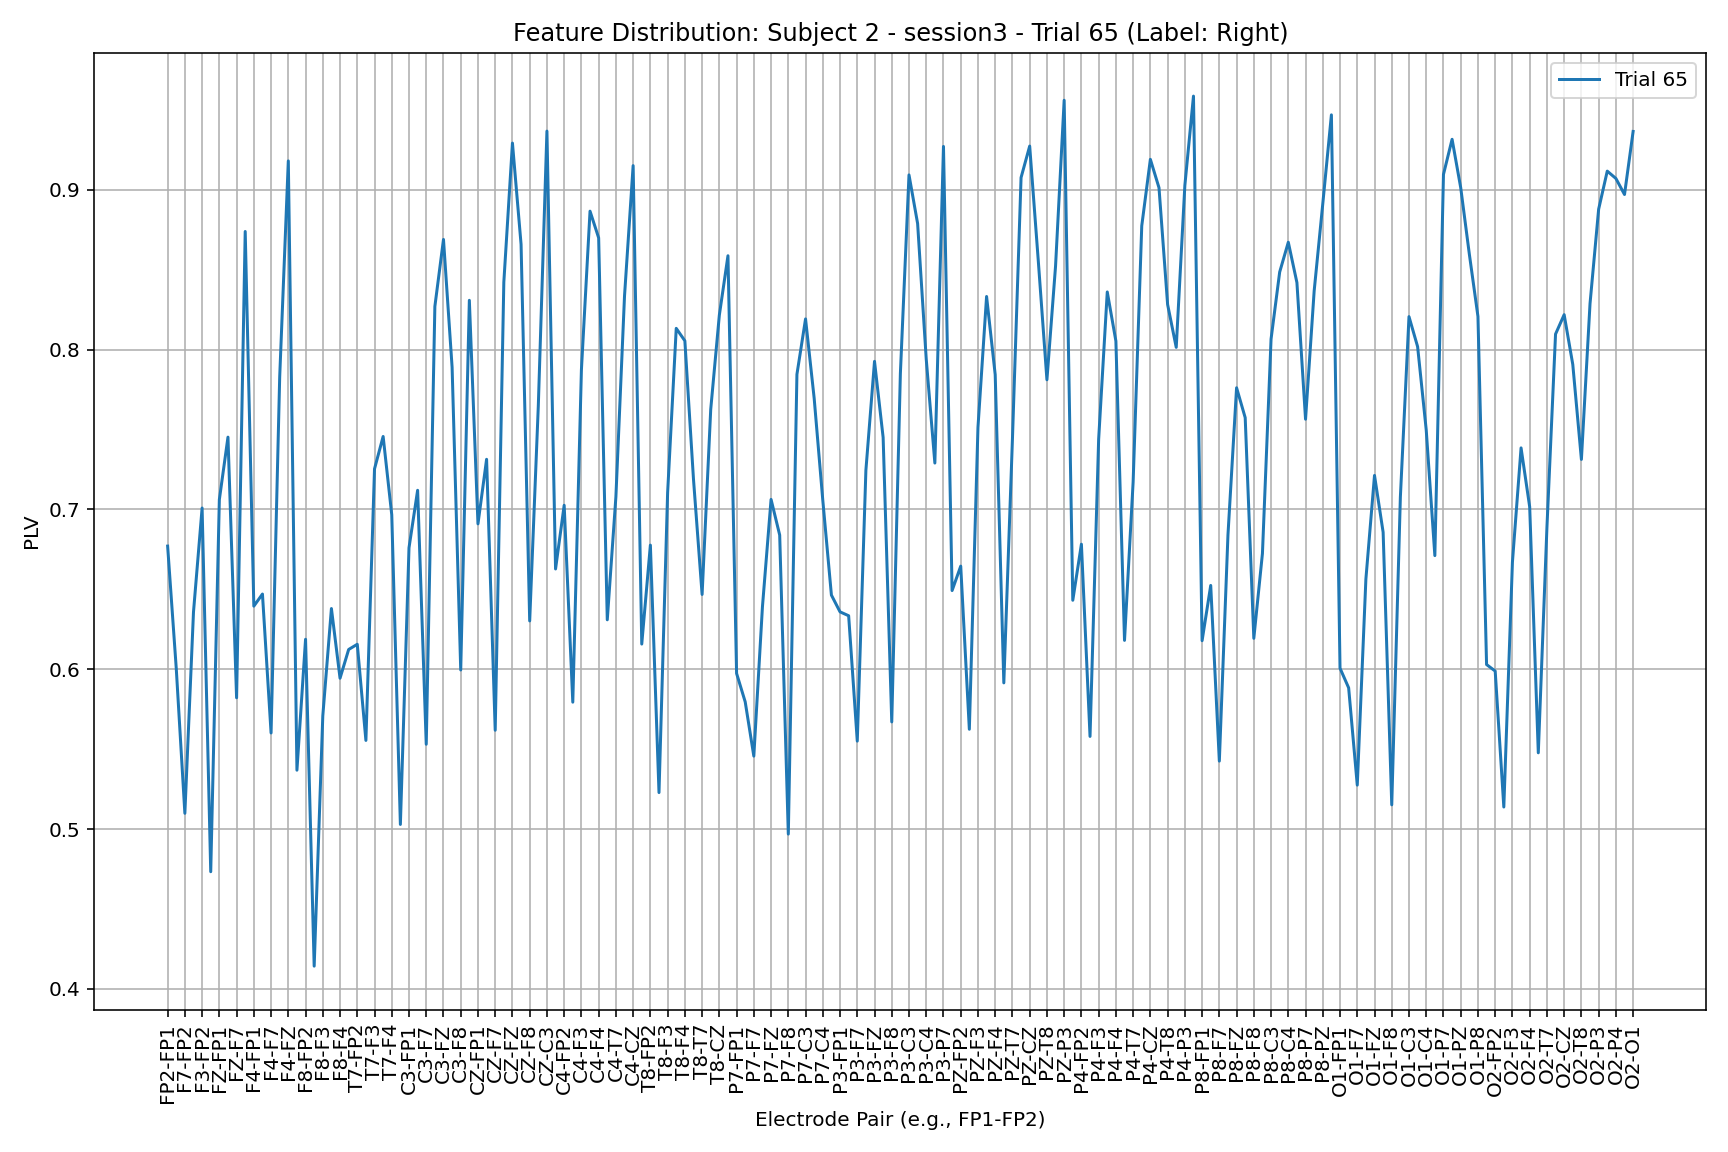 Feature Distribution: Subject 2 - session3 - Trial 65 (Label: Right)
Trial 65
PLV
0.9
0.8
0.7
0.6
0.5
0.4
FP2-FP1
F7-FP2
F3-FP2
FZ-FP1
FZ-F7
F4-FP1
F4-F7
F4-FZ
F8-FP2
F8-F3
F8-F4
T7-FP2
T7-F3
T7-F4
C3-FP1
C3-F7
C3-FZ
C3-F8
CZ-FP1
CZ-F7
CZ-FZ
CZ-F8
CZ-C3
C4-FP2
C4-F3
C4-F4
C4-T7
C4-CZ
T8-FP2
T8-F3
T8-F4
T8-T7
T8-CZ
P7-FP1
P7-F7
P7-FZ
P7-F8
P7-C3
P7-C4
P3-FP1
P3-F7
P3-FZ
P3-F8
P3-C3
P3-C4
P3-P7
PZ-FP2
PZ-F3
PZ-F4
PZ-T7
PZ-CZ
PZ-T8
PZ-P3
P4-FP2
P4-F3
P4-F4
P4-T7
P4-CZ
P4-T8
P4-P3
P8-FP1
P8-F7
P8-FZ
P8-F8
P8-C3
P8-C4
P8-P7
P8-PZ
O1-FP1
O1-F7
O1-FZ
O1-F8
O1-C3
O1-C4
O1-P7
O1-PZ
O1-P8
O2-FP2
O2-F3
O2-F4
O2-T7
O2-CZ
O2-T8
O2-P3
O2-P4
O2-O1
Electrode Pair (e.g., FP1-FP2)